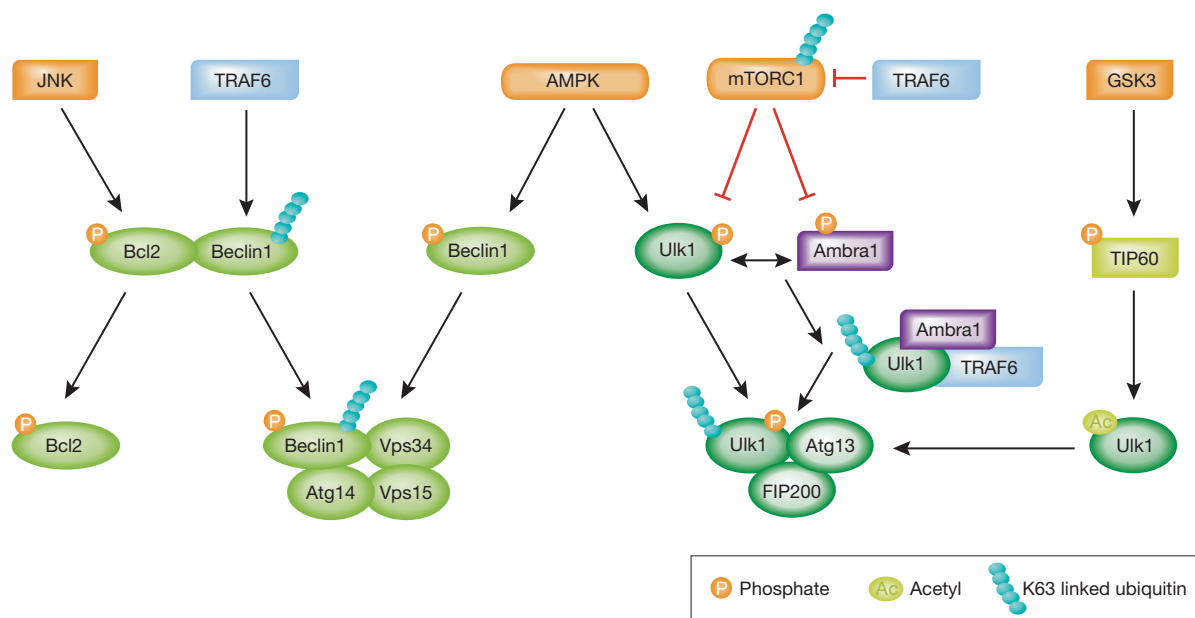 JNK
TRAF6
AMPK
mTORC1
TRAF6
GSK3
P
Bcl2
Beclin1
P
Beclin1
Ulk1
P
P
Ambra1
P
TIP60
Ambra1
Ulk1
TRAF6
P
Bcl2
P
Beclin1
Vps34
Atg14
Vps15
Ulk1
P
Atg13
FIP200
Ac
Ulk1
P Phosphate
Ac Acetyl
K63 linked ubiquitin